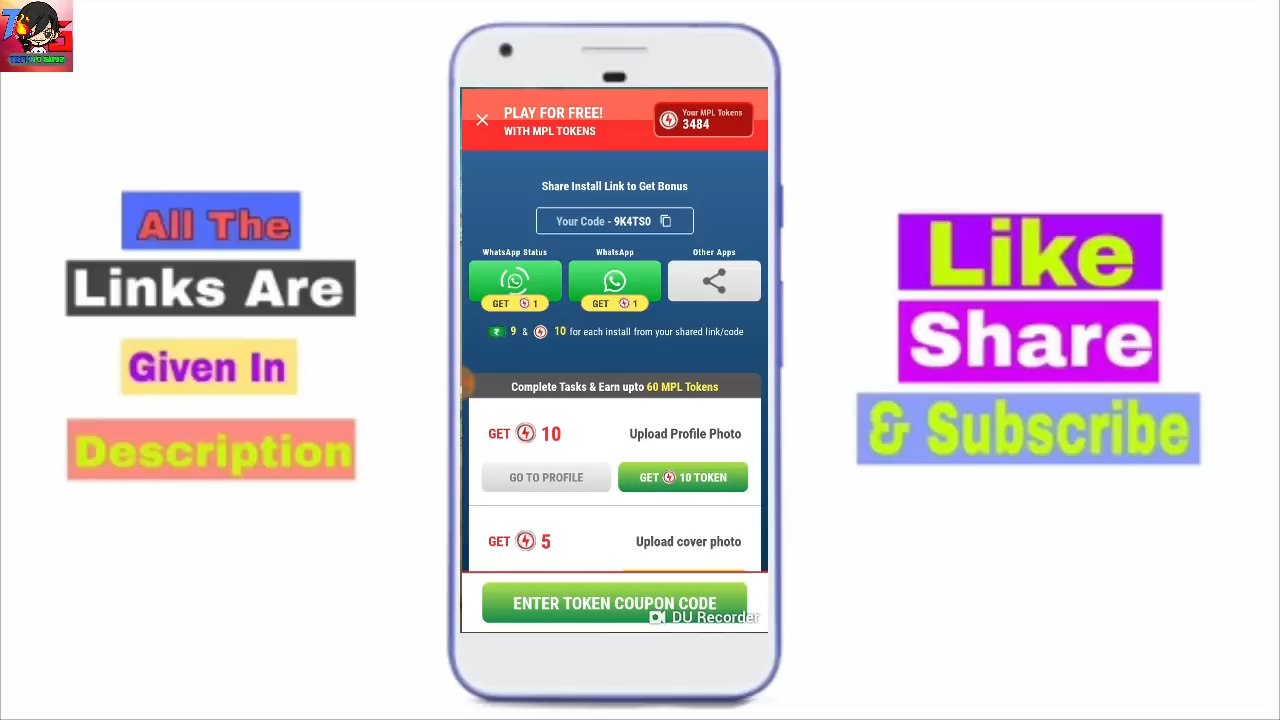 All The
Links Are
Given In
Description
PLAY FOR FREE!
WITH MPL TOKENS
Your MPL Tokens
3484
Share Install Link to Get Bonus
Your Code - 9K4TS0
WhatsApp Status
WhatsApp
Other Apps
GET 1
GET 1
₹ 9 & 10 for each install from your shared link/code
Complete Tasks & Earn upto 60 MPL Tokens
GET 10
Upload Profile Photo
GO TO PROFILE
GET 10 TOKEN
GET 5
Upload cover photo
ENTER TOKEN COUPON CODE
DU Recorder
Like
Share
& Subscribe